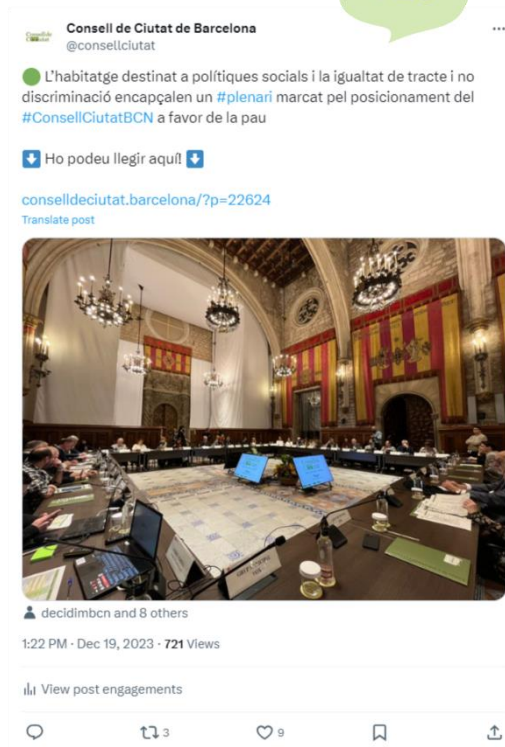 Consell de Ciutat de Barcelona
@consellciutat
L'habitatge destinat a polítiques socials i la igualtat de tracte i no
discriminació encapçalen un #plenari marcat pel posicionament del
#ConsellCiutatBCN a favor de la pau
Ho podeu llegir aquí!
conselldeciutat.barcelona/?p=22624
Translate post
decidimbcn and 8 others
1:22 PM · Dec 19, 2023 · 721 Views
View post engagements
3
9